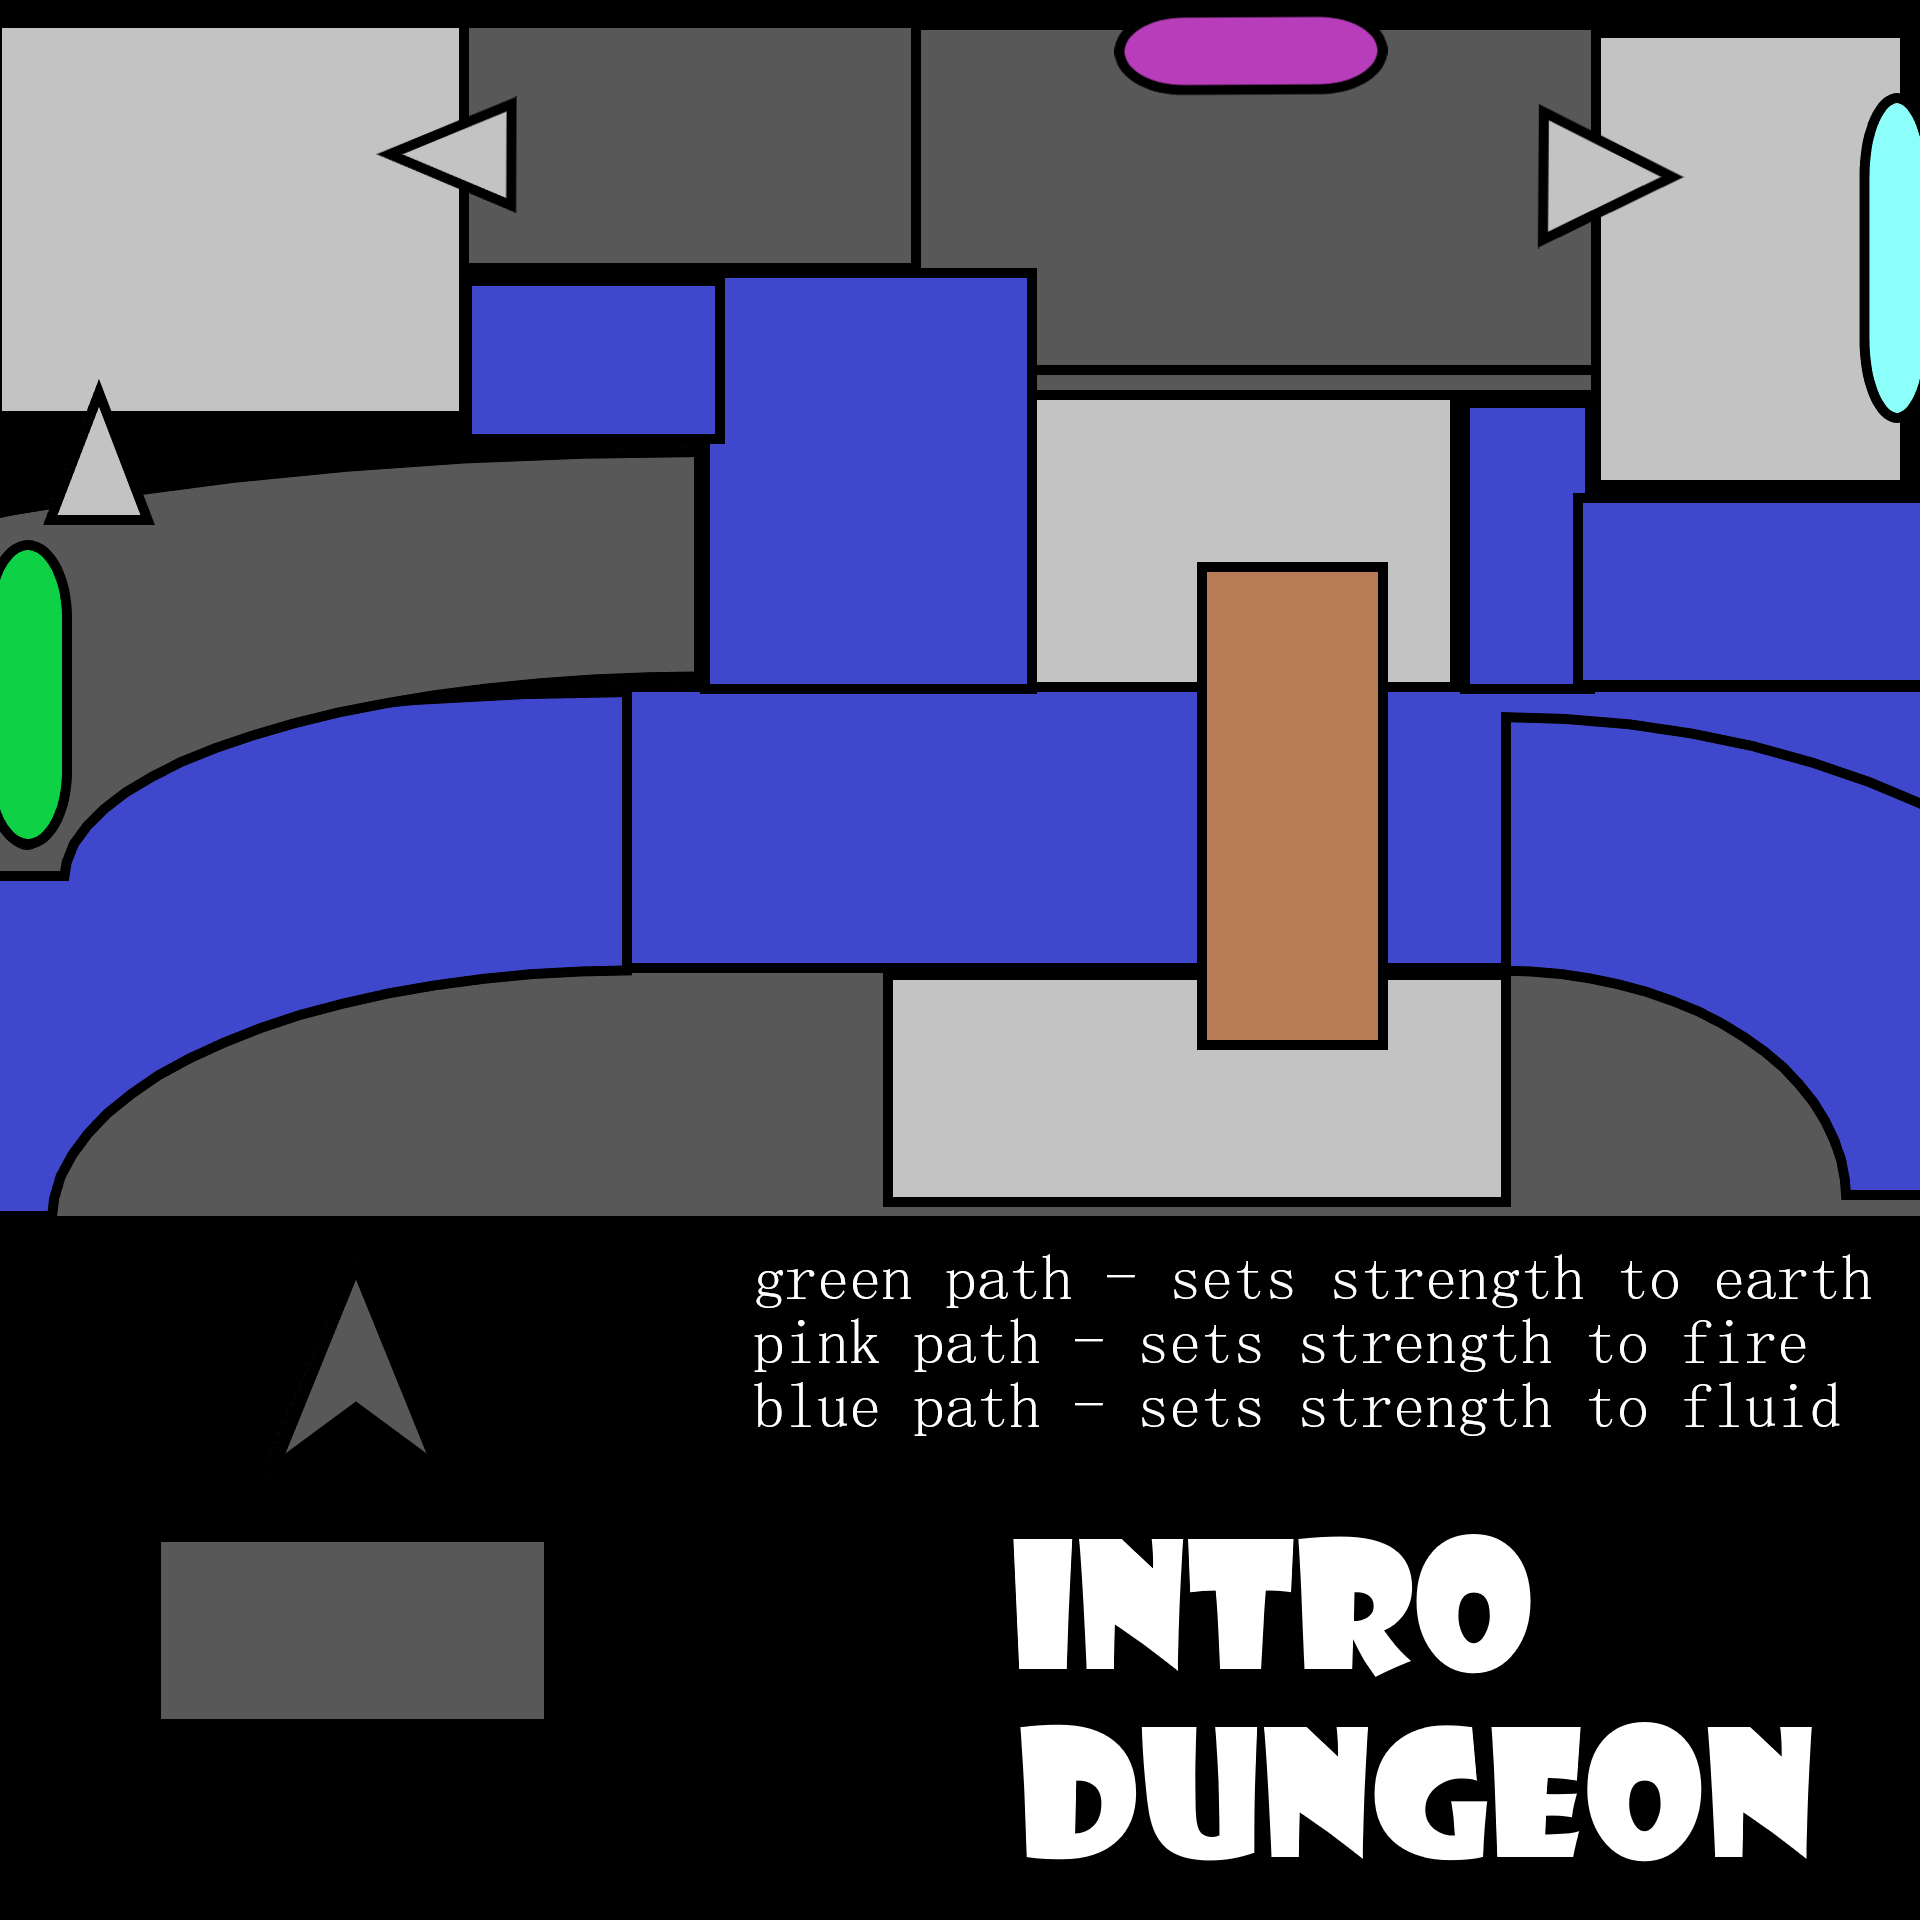 green path - sets strength to earth
pink path - sets strength to fire
blue path - sets strength to fluid
INTRO
DUNGEON